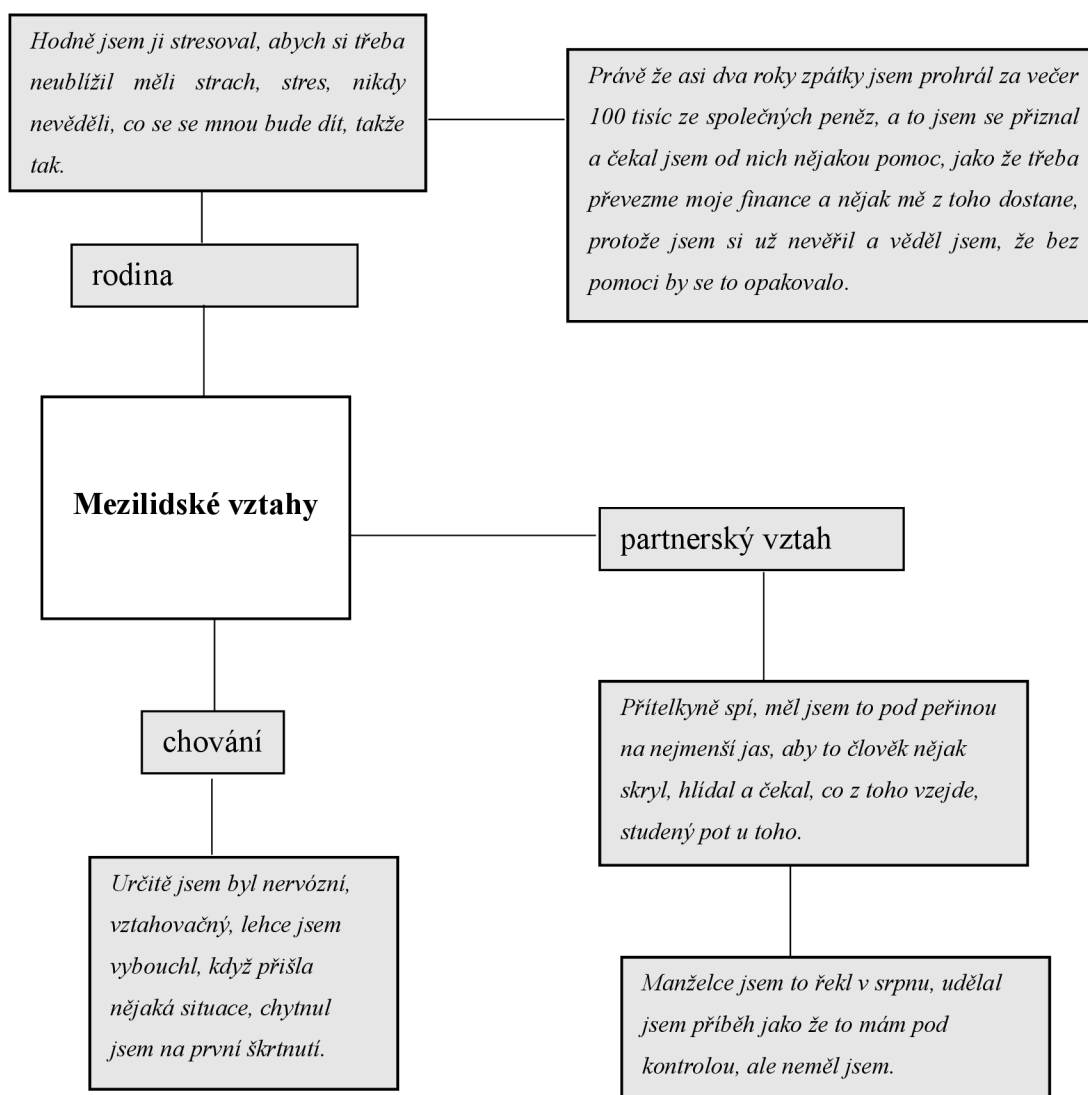 Hodně jsem ji stresoval, abych si třeba
neublížil měli strach, stres, nikdy
nevěděli, co se se mnou bude dít, takže
tak.
Právě že asi dva roky zpátky jsem prohrál za večer
100 tisíc ze společných peněz, a to jsem se přiznal
a čekal jsem od nich nějakou pomoc, jako že třeba
převezme moje finance a nějak mě z toho dostane,
protože jsem si už nevěřil a věděl jsem, že bez
pomoci by se to opakovalo.
rodina
Mezilidské vztahy
partnerský vztah
chování
Přítelkyně spí, měl jsem to pod peřinou
na nejmenší jas, aby to člověk nějak
skryl, hlídal a čekal, co z toho vzejde,
studený pot u toho.
Určitě jsem byl nervózní,
vztahovačný, lehce jsem
vybouchl, když přišla
nějaká situace, chytnul
jsem na první škrtnutí.
Manželce jsem to řekl v srpnu, udělal
jsem příběh jako že to mám pod
kontrolou, ale neměl jsem.